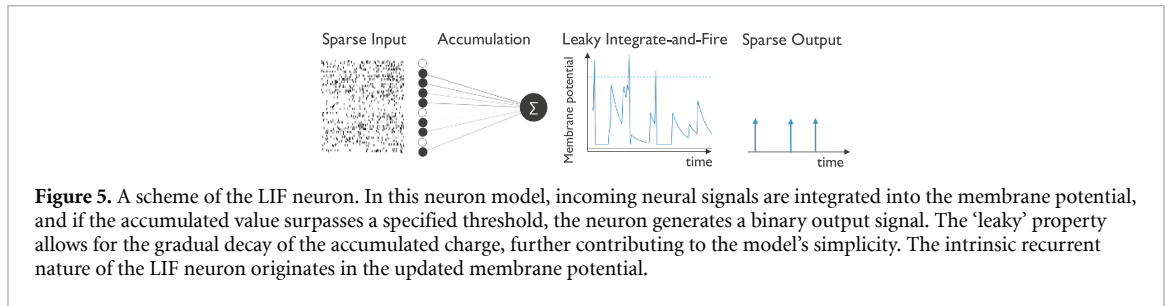 Sparse Input Accumulation Leaky Integrate-and-Fire Sparse Output
Membrane potential
Σ
time
time
Figure 5. A scheme of the LIF neuron. In this neuron model, incoming neural signals are integrated into the membrane potential,
and if the accumulated value surpasses a specified threshold, the neuron generates a binary output signal. The ‘leaky’ property
allows for the gradual decay of the accumulated charge, further contributing to the model’s simplicity. The intrinsic recurrent
nature of the LIF neuron originates in the updated membrane potential.